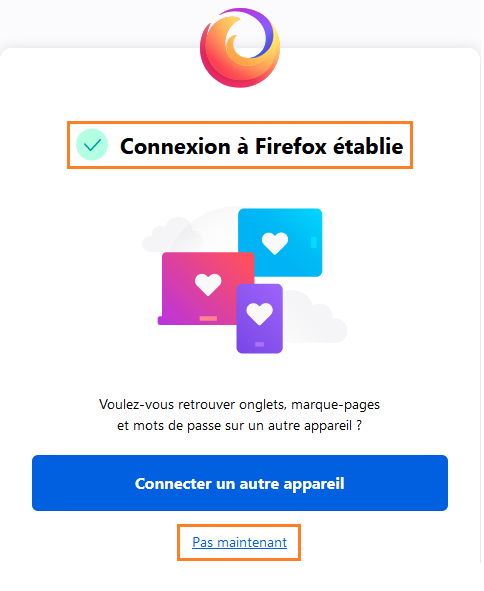 Connexion à Firefox établie
Voulez-vous retrouver onglets, marque-pages
et mots de passe sur un autre appareil ?
Connecter un autre appareil
Pas maintenant